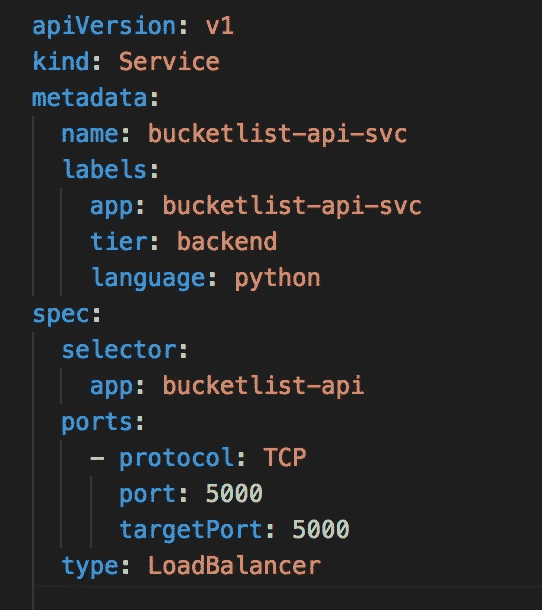 apiVersion: v1
kind: Service
metadata:
  name: bucketlist-api-svc
  labels:
    app: bucketlist-api-svc
    tier: backend
    language: python
spec:
  selector:
    app: bucketlist-api
  ports:
    - protocol: TCP
      port: 5000
      targetPort: 5000
  type: LoadBalancer